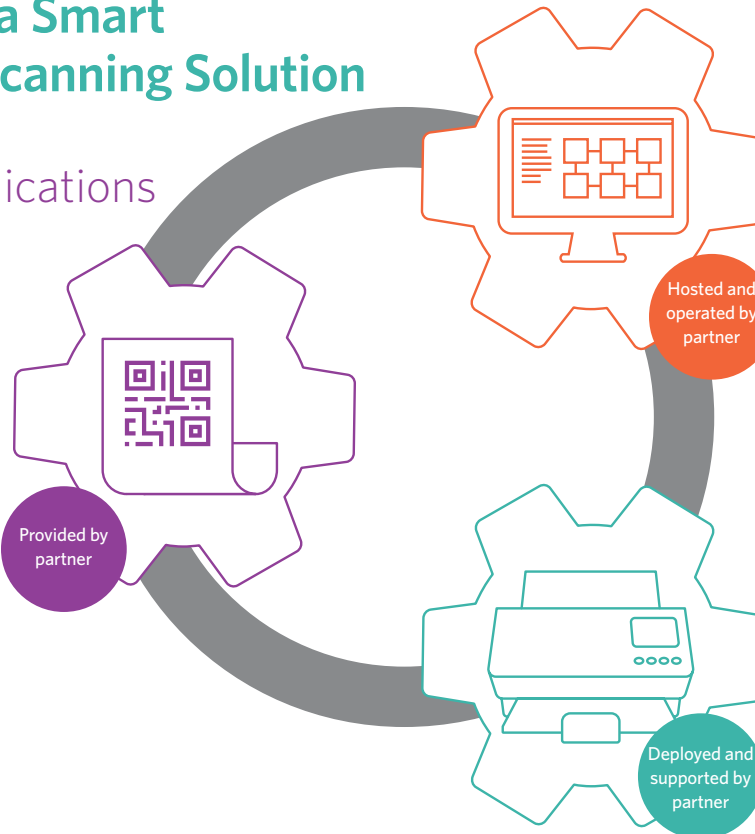 a Smart
canning Solution
ications
Hosted and
operated by
partner
Provided by
partner
Deployed and
supported by
partner